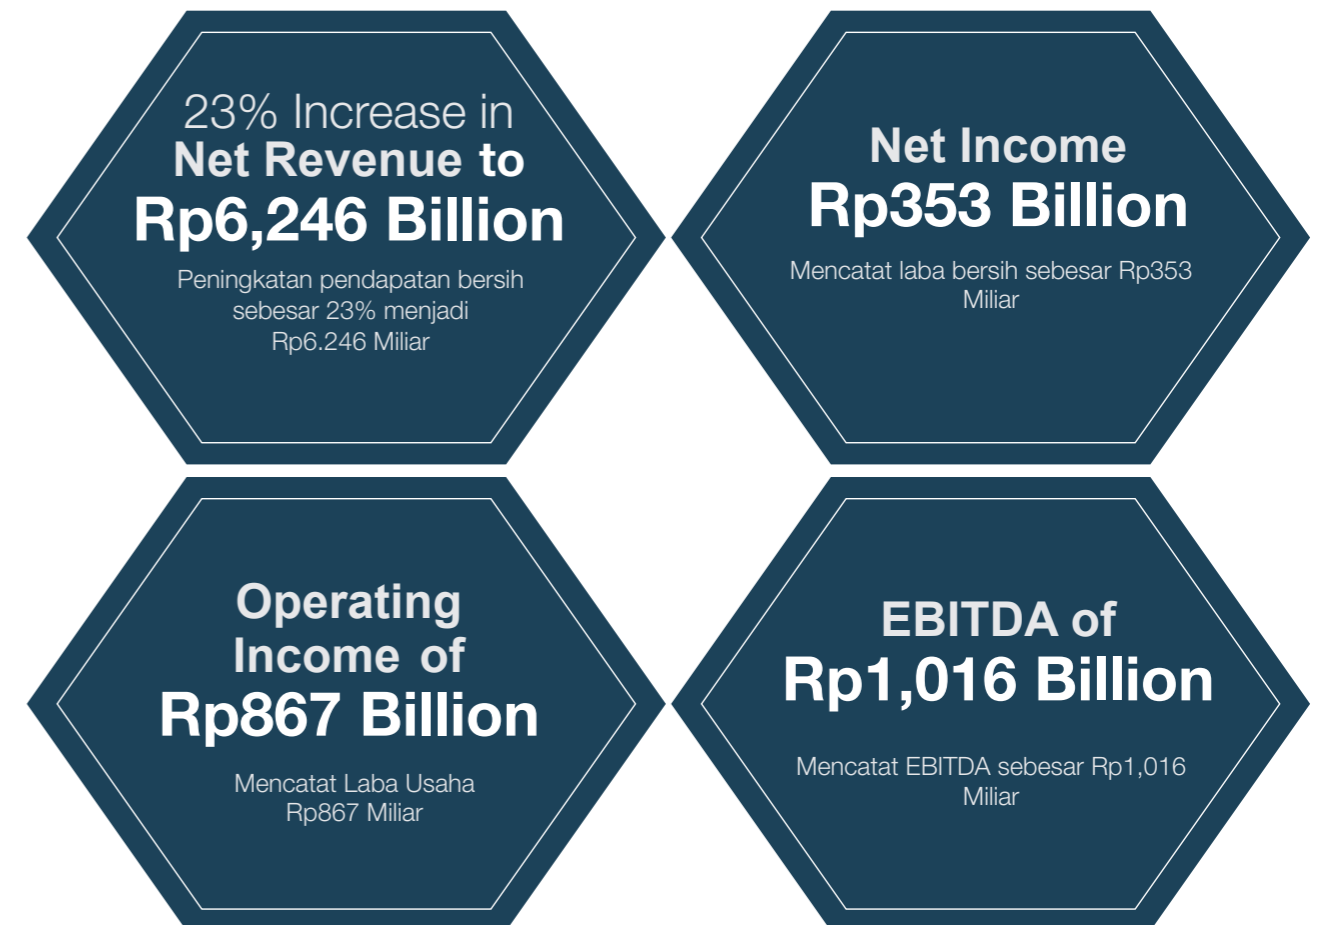 23% Increase in
Net Revenue to
Rp6,246 Billion
Peningkatan pendapatan bersih
sebesar 23% menjadi
Rp6.246 Miliar
Net Income
Rp353 Billion
Mencatat laba bersih sebesar Rp353
Miliar
Operating
Income of
Rp867 Billion
Mencatat Laba Usaha
Rp867 Miliar
EBITDA of
Rp1,016 Billion
Mencatat EBITDA sebesar Rp1,016
Miliar